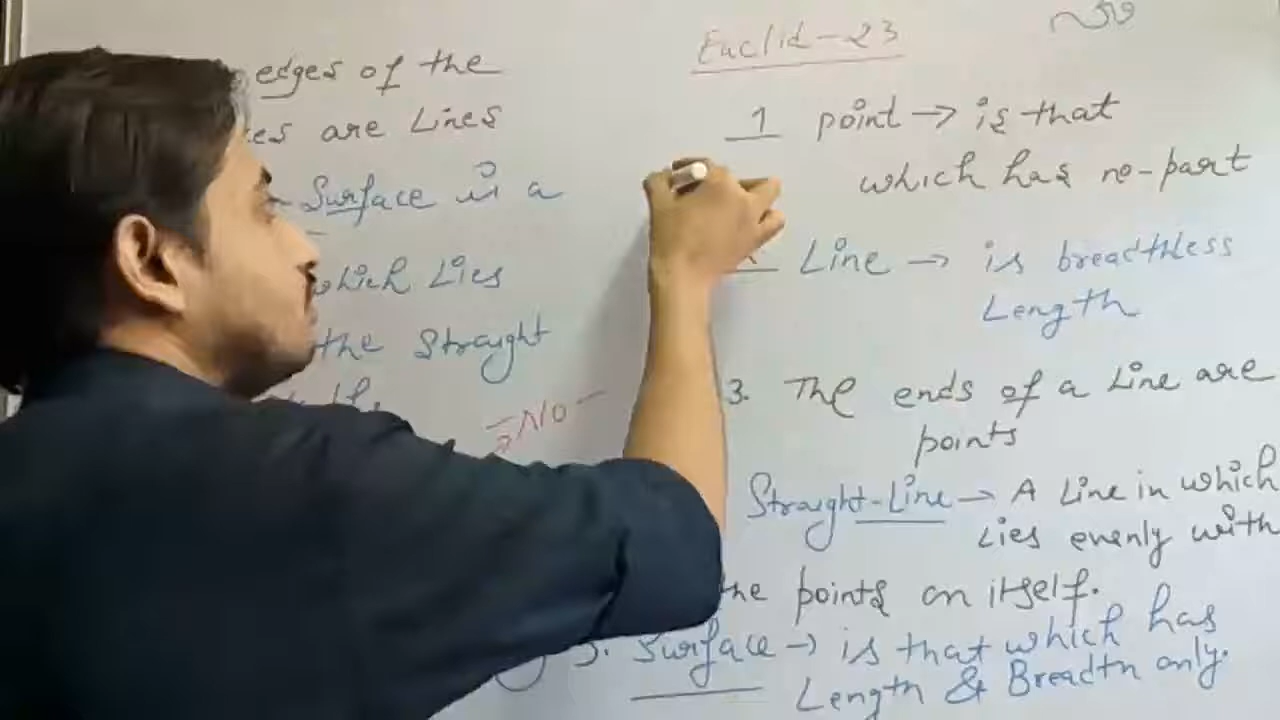 edges of the
es are Lines
Surface is a
which Lies
the Straight
No
Euclid-23
1 point → is that
which has no-part
Line → is breadthless
Length
3. The ends of a Line are
points
Straight-Line → A Line in which
Lies evenly with
the points on itself.
5. Surface → is that which has
Length & Breadth only.